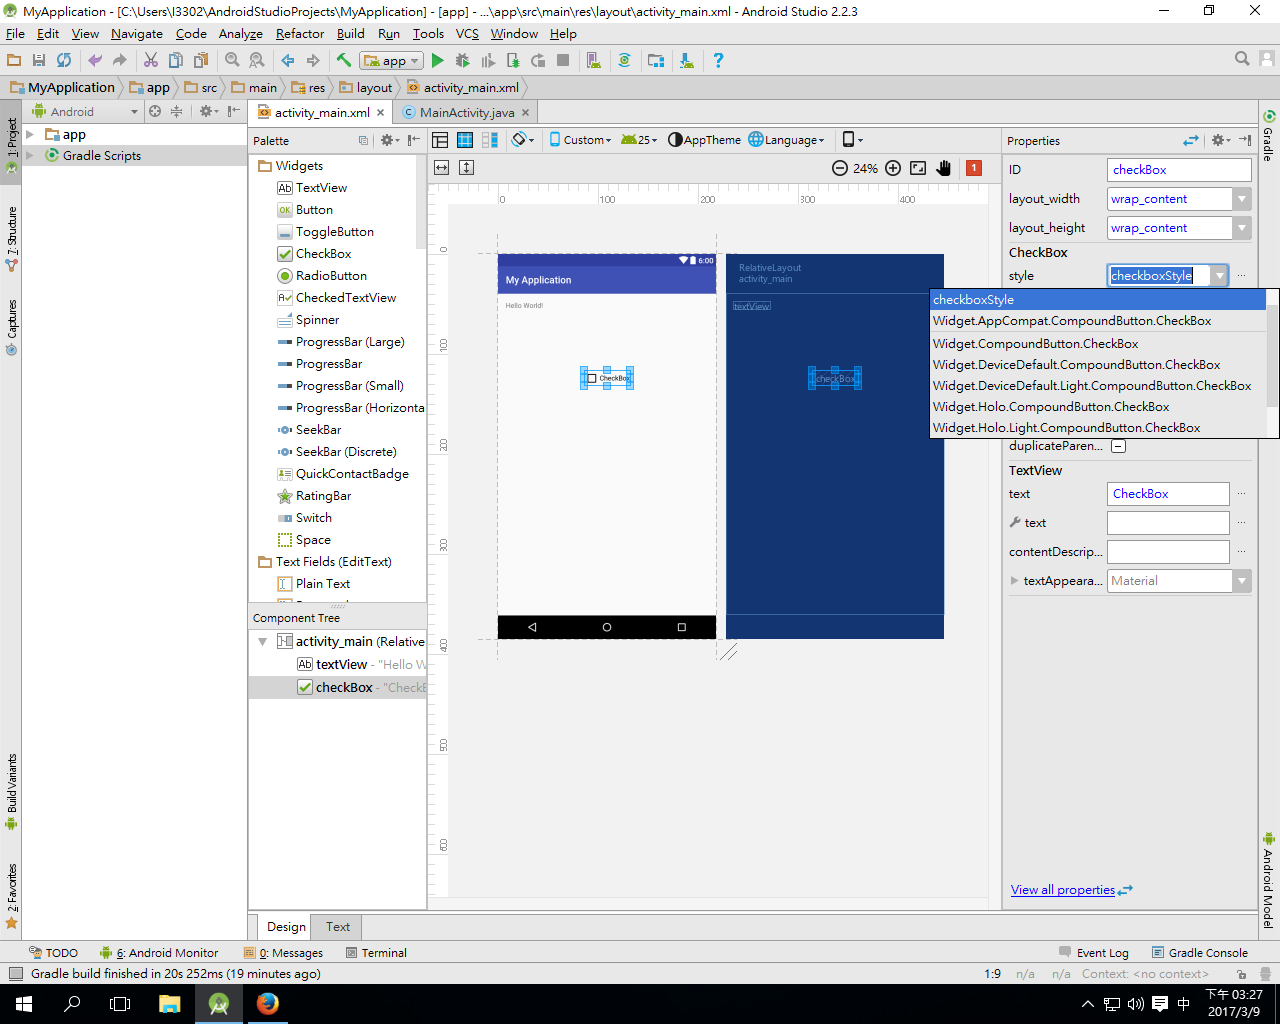 MyApplication - [C:\Users\I3302\AndroidStudioProjects\MyApplication] - [app] - ...\app\src\main\res\layout\activity_main.xml - Android Studio 2.2.3
File Edit View Navigate Code Analyze Refactor Build Run Tools VCS Window Help
app
MyApplication app src main res layout activity_main.xml
Android
activity_main.xml
MainActivity.java
1: Project
7: Structure
Captures
Build Variants
2: Favorites
app
Gradle Scripts
Palette
Widgets
TextView
Button
ToggleButton
CheckBox
RadioButton
CheckedTextView
Spinner
ProgressBar (Large)
ProgressBar
ProgressBar (Small)
ProgressBar (Horizonta
SeekBar
SeekBar (Discrete)
QuickContactBadge
RatingBar
Switch
Space
Text Fields (EditText)
Plain Text
Component Tree
activity_main (Relative
textView - "Hello W
checkBox - "CheckB
Custom 25 AppTheme Language
24% 1
0 100 200 300 400
0
100
200
300
400
500
600
6:00
My Application
Hello World!
CheckBox
RelativeLayout
activity_main
textView
checkBox
Properties
ID checkBox
layout_width wrap_content
layout_height wrap_content
CheckBox
style checkboxStyle
checkboxStyle
Widget.AppCompat.CompoundButton.CheckBox
Widget.CompoundButton.CheckBox
Widget.DeviceDefault.CompoundButton.CheckBox
Widget.DeviceDefault.Light.CompoundButton.CheckBox
Widget.Holo.CompoundButton.CheckBox
Widget.Holo.Light.CompoundButton.CheckBox
duplicateParen...
TextView
text CheckBox
text
contentDescrip...
textAppeara... Material
View all properties
Gradle
Android Model
Design Text
TODO 6: Android Monitor 0: Messages Terminal
Event Log Gradle Console
Gradle build finished in 20s 252ms (19 minutes ago)
1:9 n/a n/a Context: <no context>
中
下午 03:27
2017/3/9